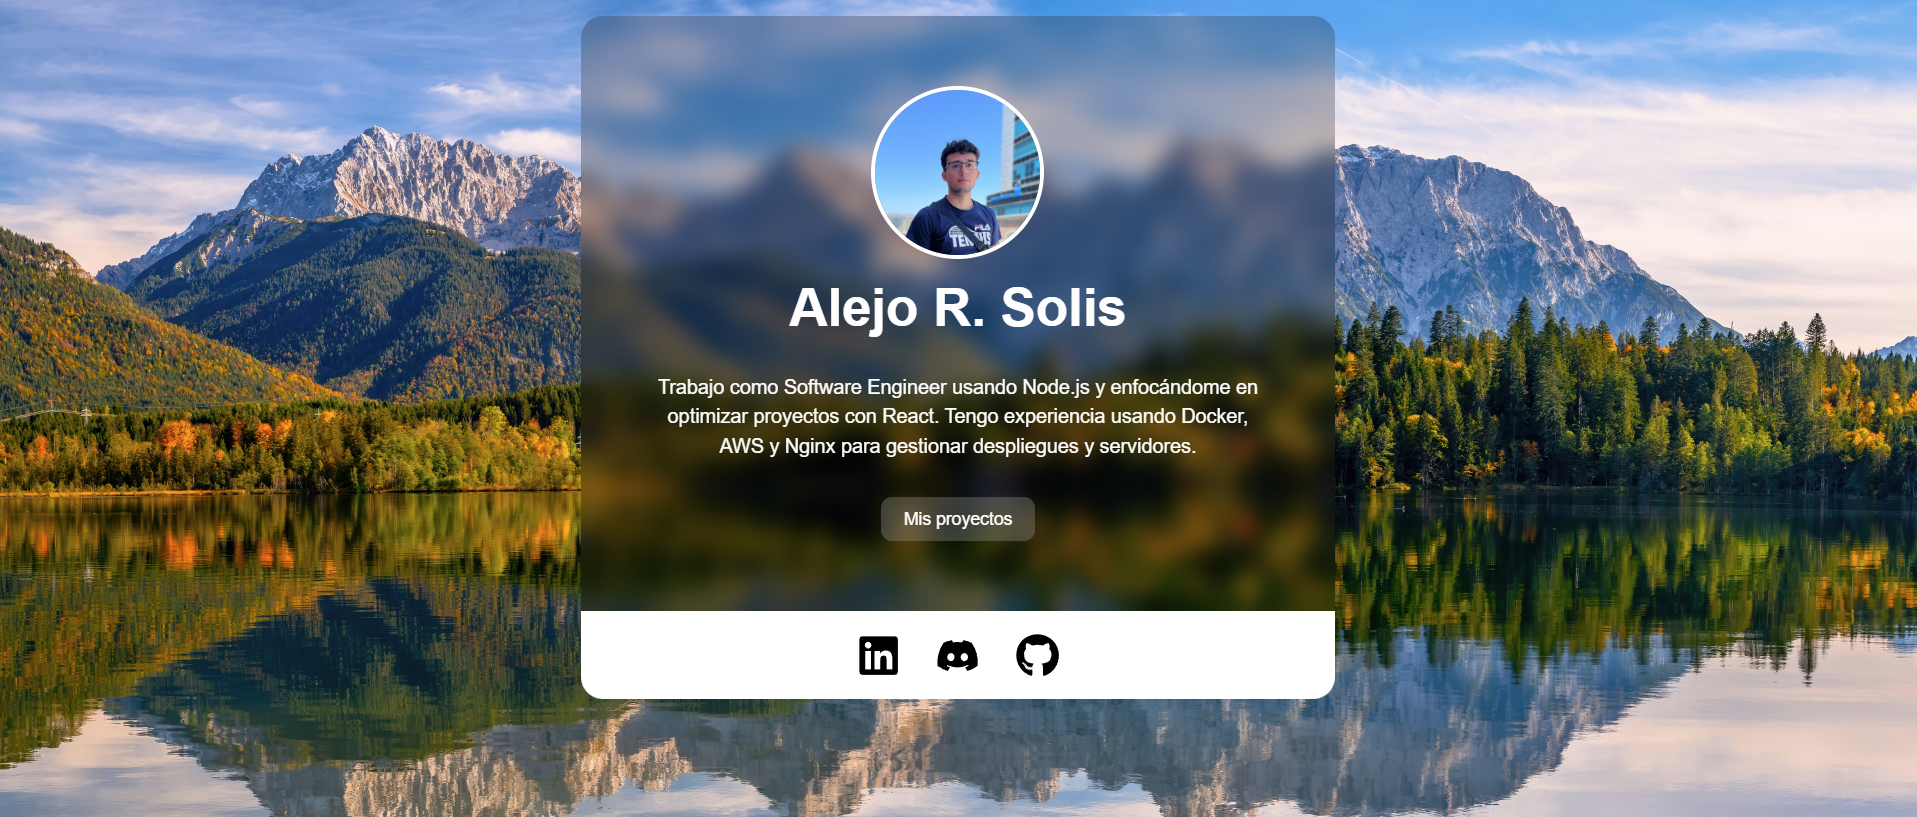 Alejo R. Solis
Trabajo como Software Engineer usando Node.js y enfocándome en
optimizar proyectos con React. Tengo experiencia usando Docker,
AWS y Nginx para gestionar despliegues y servidores.
Mis proyectos
in